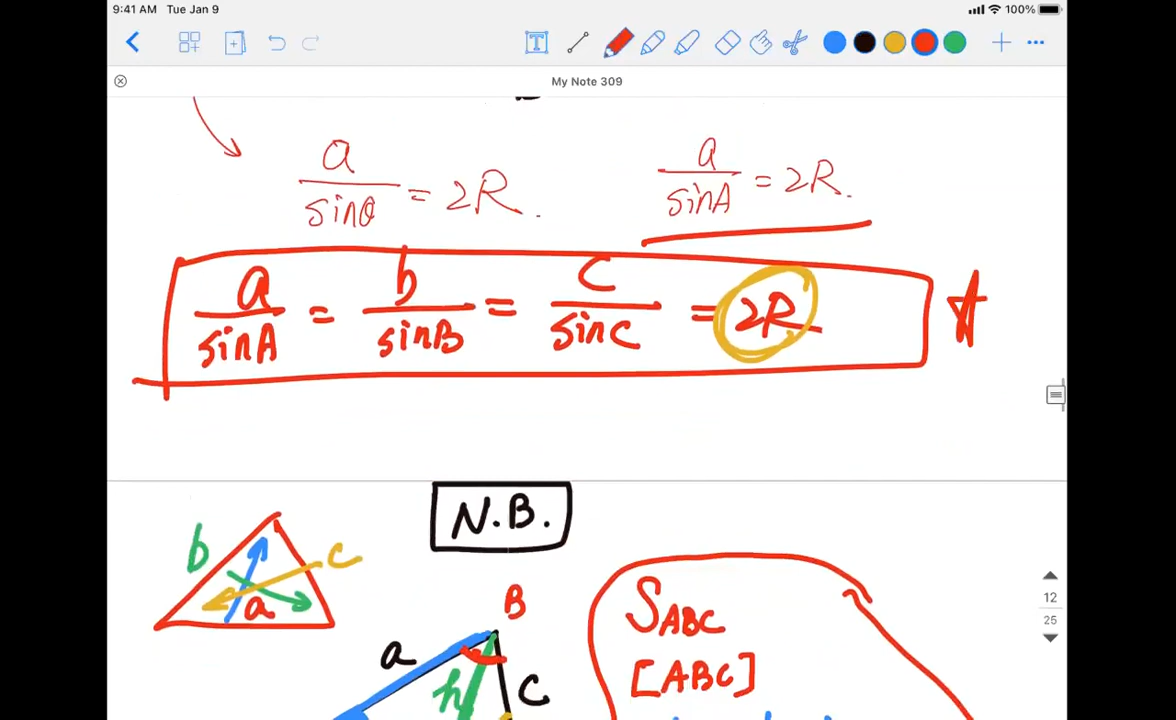 9:41 AM Tue Jan 9 100%
My Note 309
a/sinθ = 2R. a/sinA = 2R.
a/sinA = b/sinB = c/sinC = 2R
N.B.
b c
a
B
S_ABC
12
25
a
[ABC]
h c